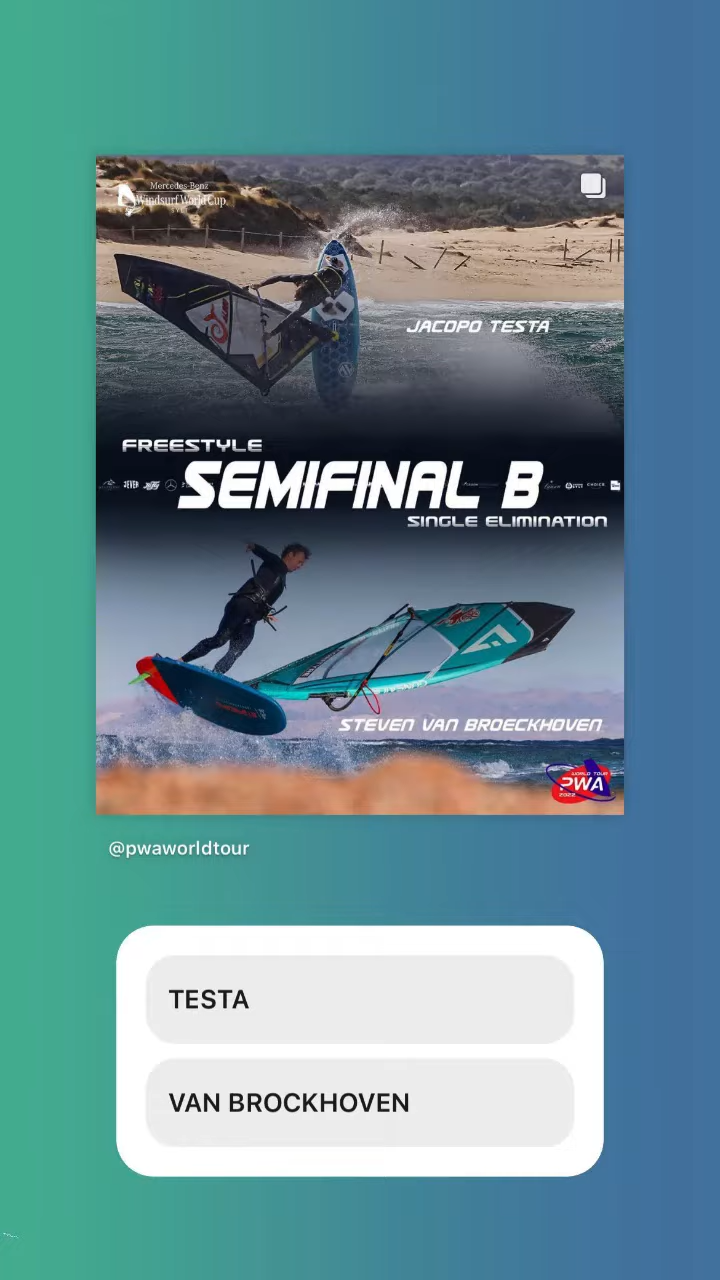 Mercedes-Benz
Windsurf World Cup
SYLT
JACOPO TESTA
FREESTYLE
SEMIFINAL B
SINGLE ELIMINATION
STEVEN VAN BROECKHOVEN
WORLD TOUR
PWA
2022
@pwaworldtour
TESTA
VAN BROCKHOVEN